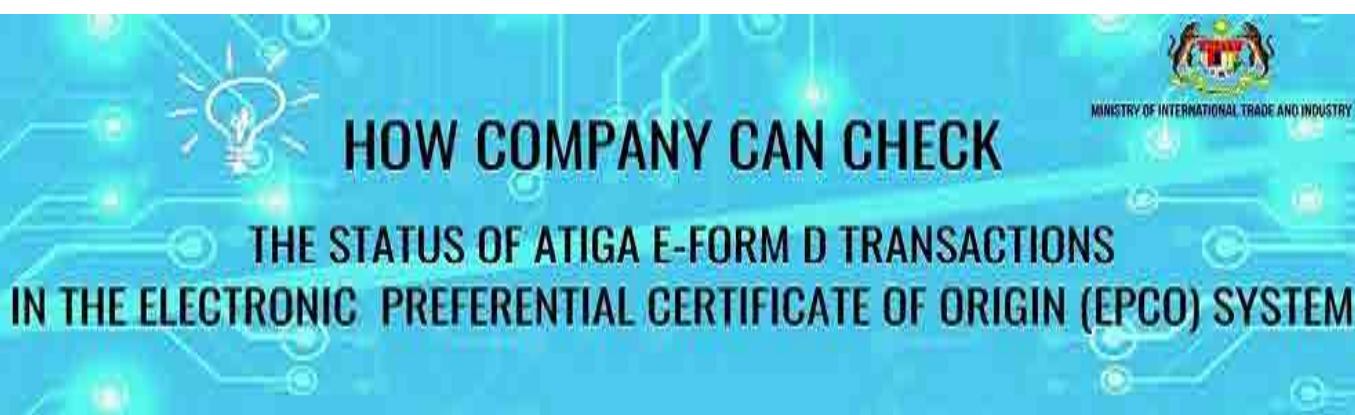 MINISTRY OF INTERNATIONAL TRADE AND INDUSTRY
HOW COMPANY CAN CHECK
THE STATUS OF ATIGA E-FORM D TRANSACTIONS
IN THE ELECTRONIC PREFERENTIAL CERTIFICATE OF ORIGIN (EPCO) SYSTEM